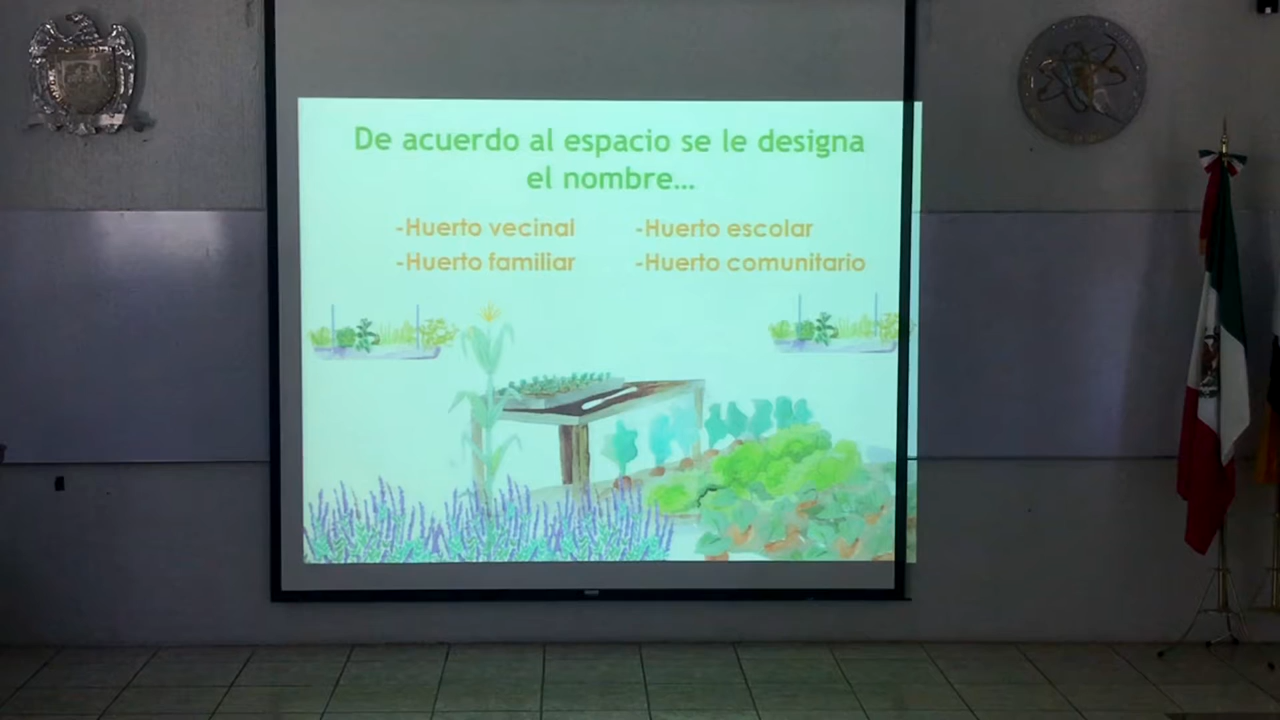 De acuerdo al espacio se le designa
el nombre...
-Huerto vecinal
-Huerto familiar
-Huerto escolar
-Huerto comunitario